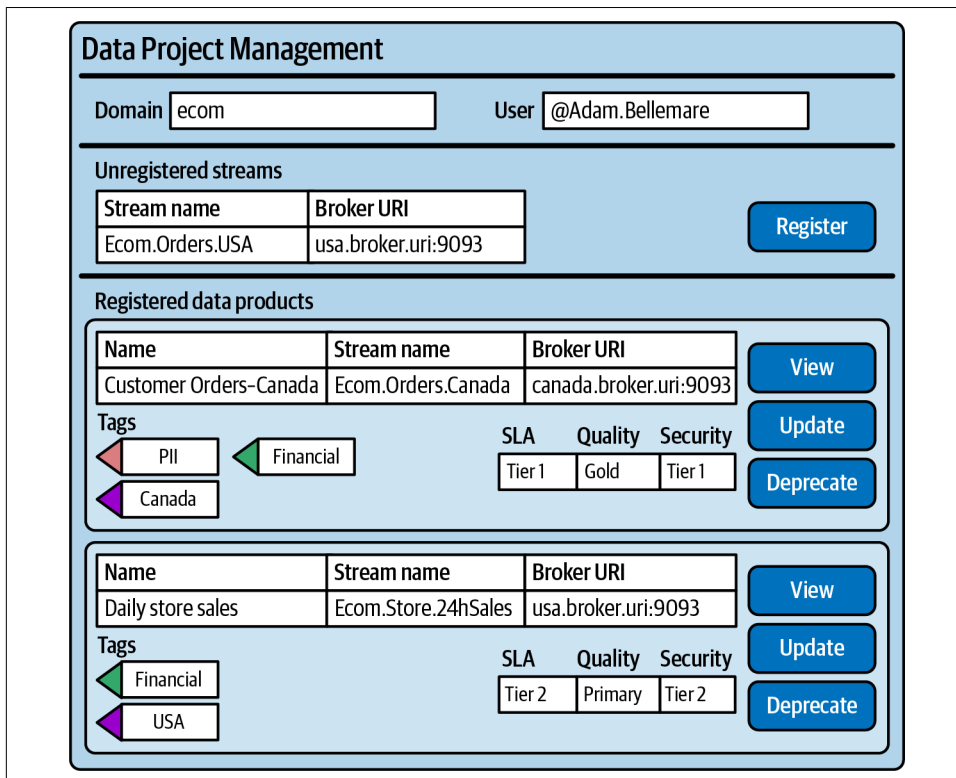 Data Project Management
Domain ecom User @Adam.Bellemare
Unregistered streams
Stream name Broker URI
Ecom.Orders.USA usa.broker.uri:9093
Register
Registered data products
Name Stream name Broker URI
Customer Orders–Canada Ecom.Orders.Canada canada.broker.uri:9093
View
Update
Deprecate
Tags
PII Financial
Canada
SLA Quality Security
Tier 1 Gold Tier 1
Name Stream name Broker URI
Daily store sales Ecom.Store.24hSales usa.broker.uri:9093
View
Update
Deprecate
Tags
Financial
USA
SLA Quality Security
Tier 2 Primary Tier 2